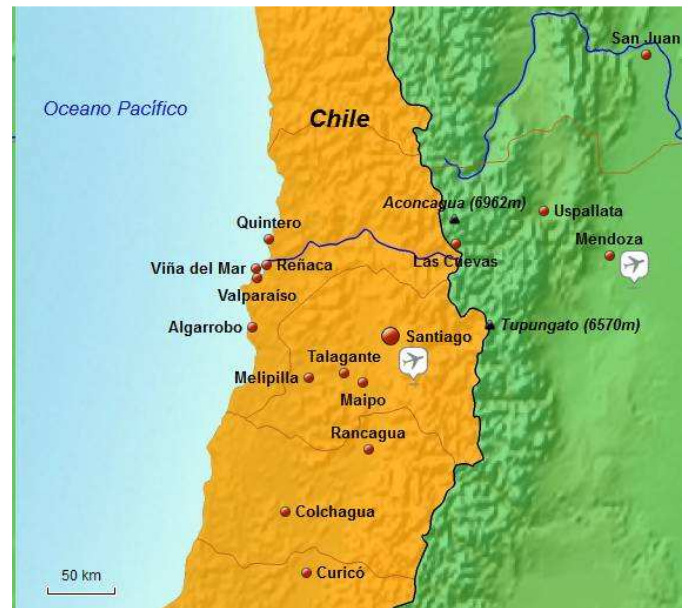 San Juan
Oceano Pacífico
Chile
Aconcagua (6962m)
Uspallata
Quintero
Mendoza
Viña del Mar
Reñaca
Las Cuevas
Valparaíso
Algarrobo
Santiago
Tupungato (6570m)
Talagante
Melipilla
Maipo
Rancagua
Colchagua
Curicó
50 km